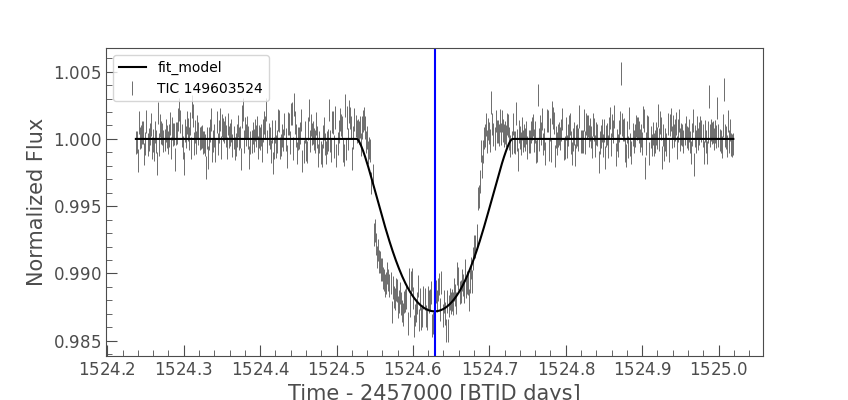 fit_model
TIC 149603524
1.005
1.000
0.995
0.990
0.985
Normalized Flux
1524.2 1524.3 1524.4 1524.5 1524.6 1524.7 1524.8 1524.9 1525.0
Time - 2457000 [BTJD days]